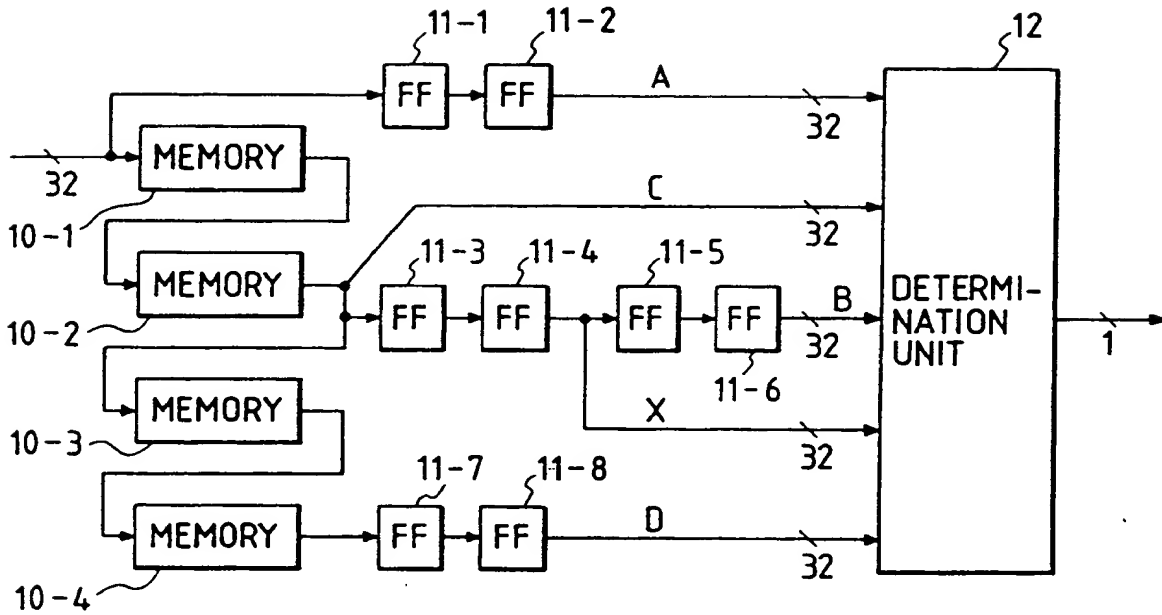 11-1
11-2
12
FF
FF
A
32
32
MEMORY
10-1
C
32
11-3
11-4
11-5
MEMORY
10-2
FF
FF
FF
FF
B
32
11-6
DETERMI-
NATION
UNIT
1
MEMORY
10-3
X
32
11-7
11-8
MEMORY
10-4
FF
FF
D
32